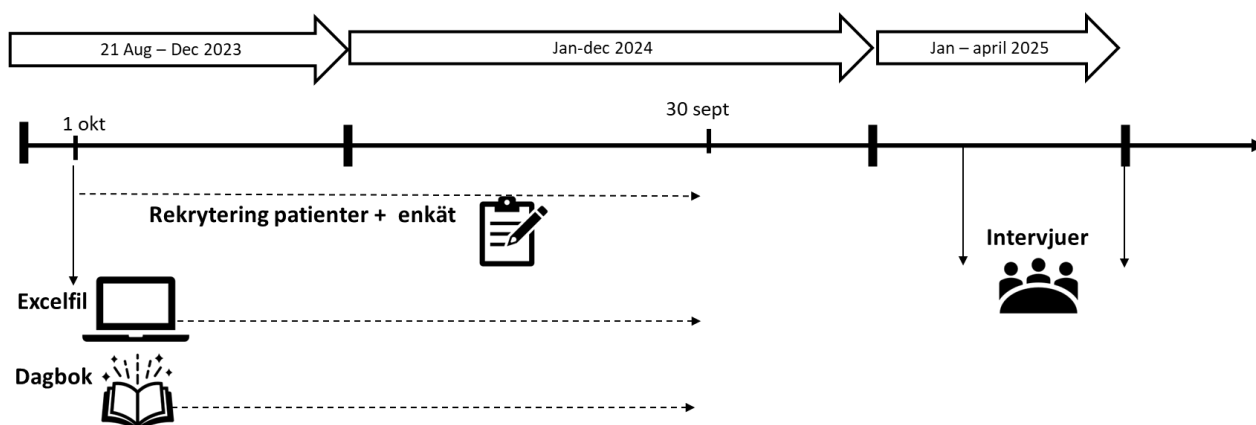 21 Aug – Dec 2023
Jan-dec 2024
Jan – april 2025
1 okt
30 sept
Rekrytering patienter + enkät
Intervjuer
Excelfil
Dagbok